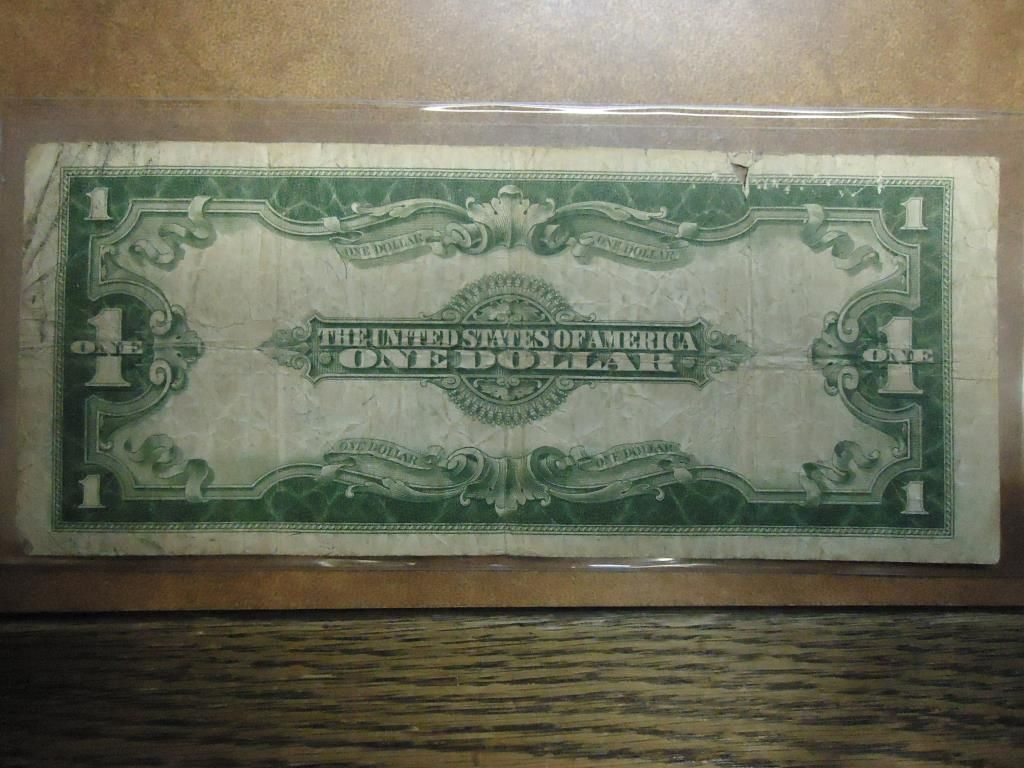 1 1
ONE DOLLAR ONE DOLLAR
1 1
ONE ONE
THE UNITED STATES OF AMERICA
ONE DOLLAR
ONE DOLLAR ONE DOLLAR
1 1